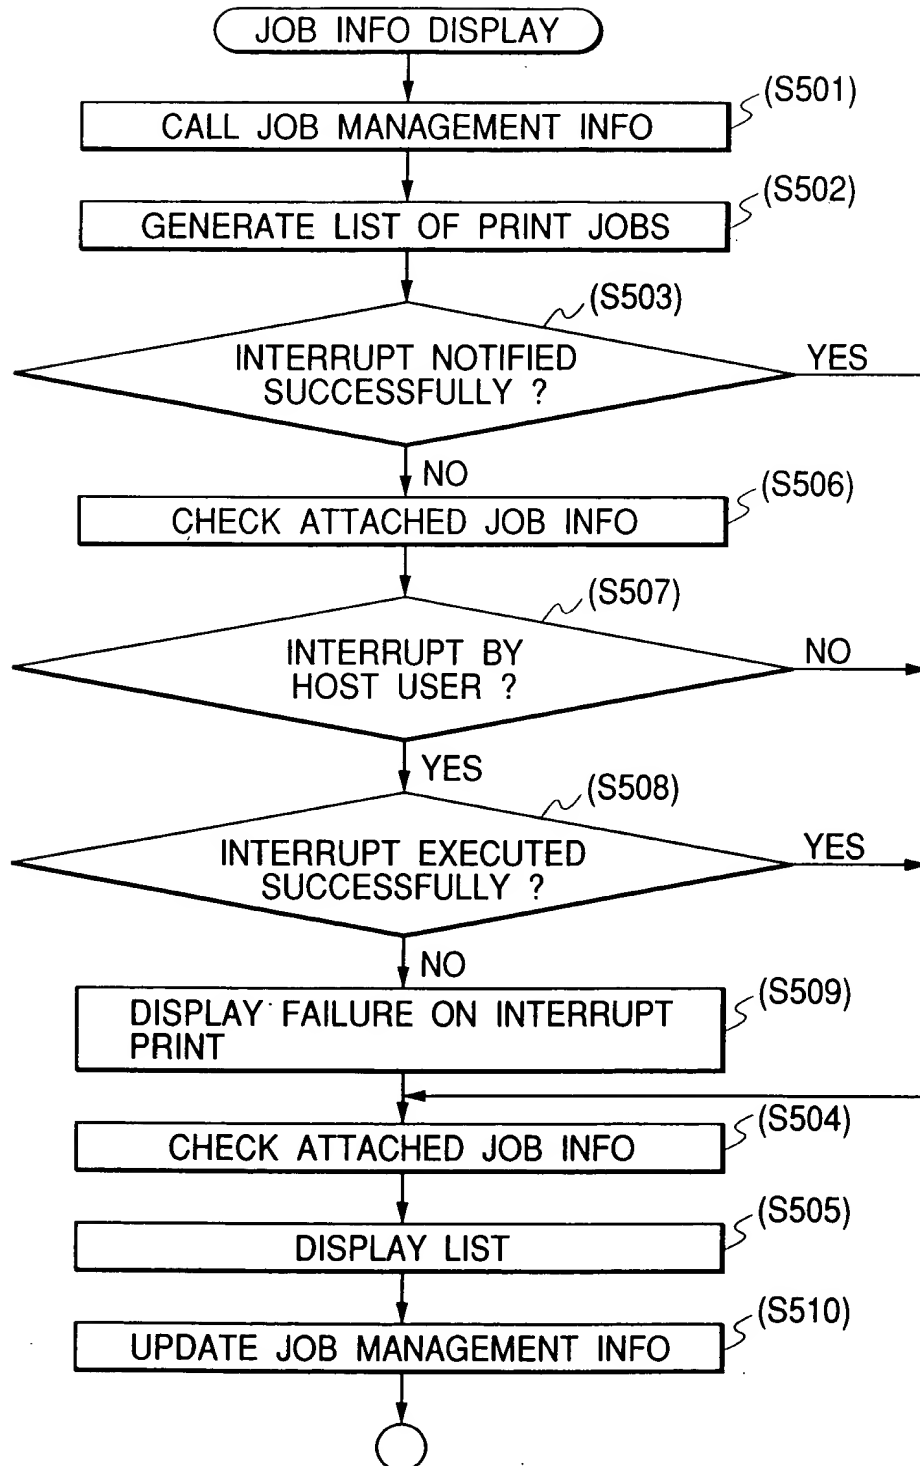 JOB INFO DISPLAY
(S501)
CALL JOB MANAGEMENT INFO
(S502)
GENERATE LIST OF PRINT JOBS
(S503)
INTERRUPT NOTIFIED
SUCCESSFULLY ?
YES
NO
(S506)
CHECK ATTACHED JOB INFO
(S507)
INTERRUPT BY
HOST USER ?
NO
YES
(S508)
INTERRUPT EXECUTED
SUCCESSFULLY ?
YES
NO
(S509)
DISPLAY FAILURE ON INTERRUPT
PRINT
(S504)
CHECK ATTACHED JOB INFO
(S505)
DISPLAY LIST
(S510)
UPDATE JOB MANAGEMENT INFO